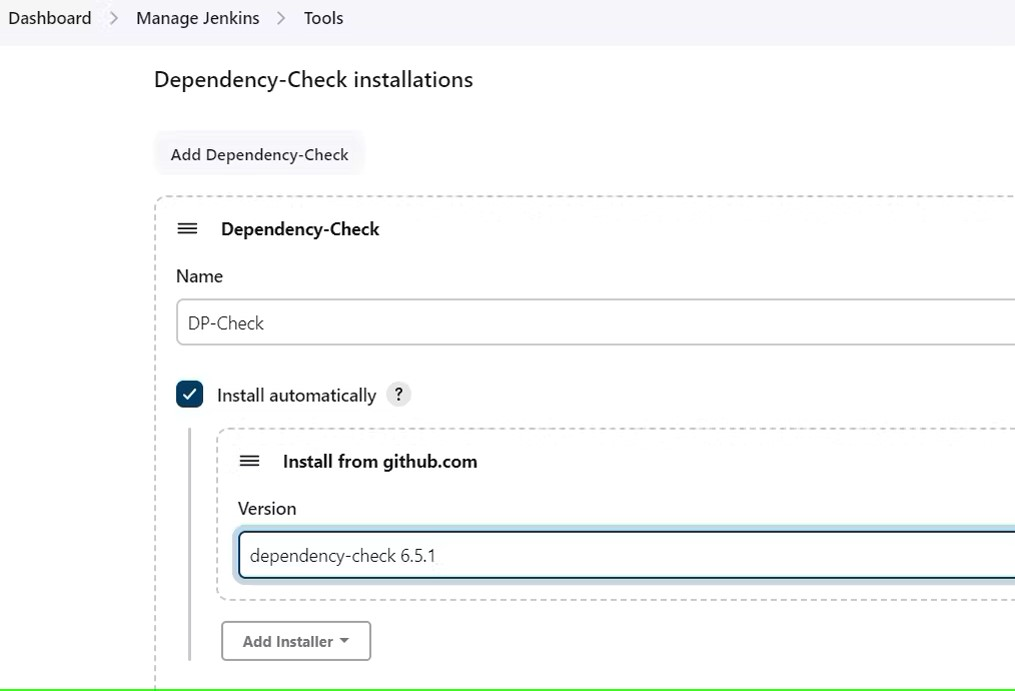 Dashboard > Manage Jenkins > Tools
Dependency-Check installations
Add Dependency-Check
Dependency-Check
Name
DP-Check
Install automatically ?
Install from github.com
Version
dependency-check 6.5.1
Add Installer